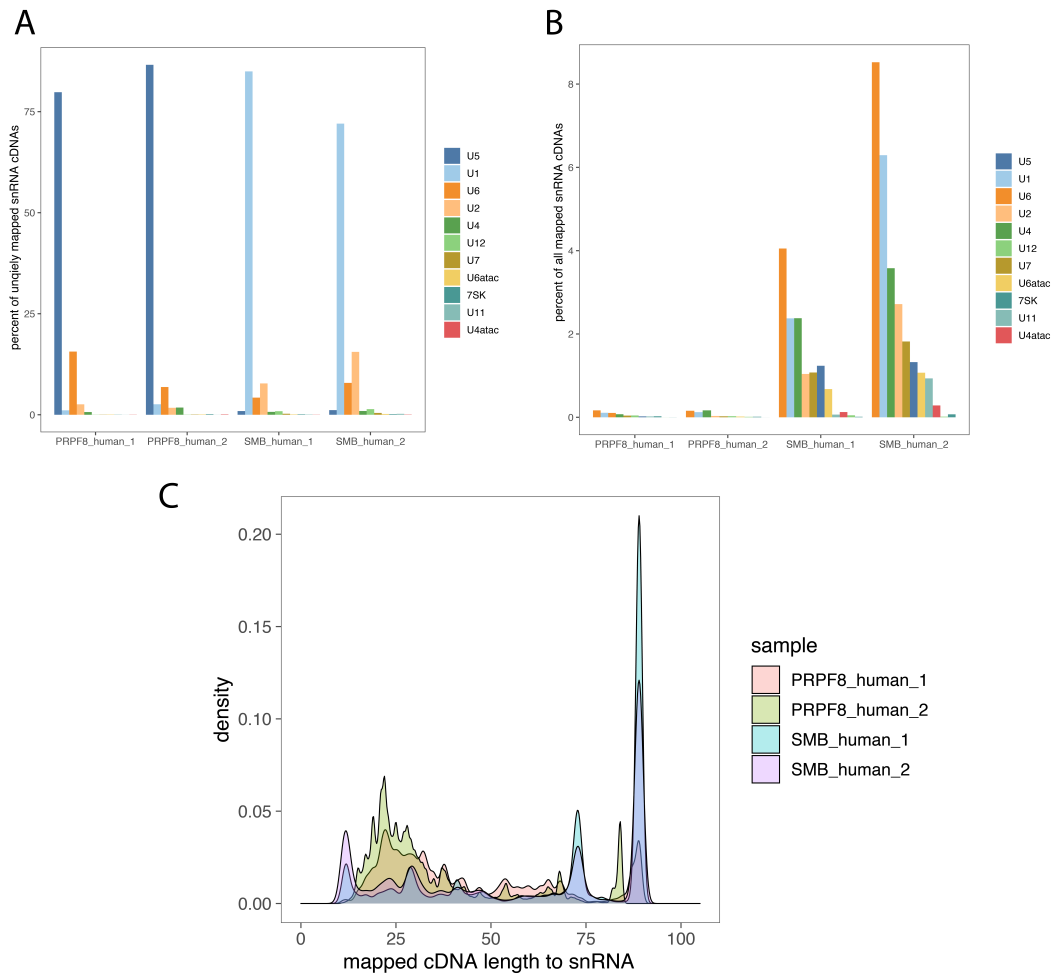 A
percent of unqiely mapped snRNA cDNAs
75
50
25
0
PRPF8_human_1 PRPF8_human_2 SMB_human_1 SMB_human_2
U5
U1
U6
U2
U4
U12
U7
U6atac
7SK
U11
U4atac
B
percent of all mapped snRNA cDNAs
8
6
4
2
0
PRPF8_human_1 PRPF8_human_2 SMB_human_1 SMB_human_2
U5
U1
U6
U2
U4
U12
U7
U6atac
7SK
U11
U4atac
C
density
0.20
0.15
0.10
0.05
0.00
0 25 50 75 100
mapped cDNA length to snRNA
sample
PRPF8_human_1
PRPF8_human_2
SMB_human_1
SMB_human_2